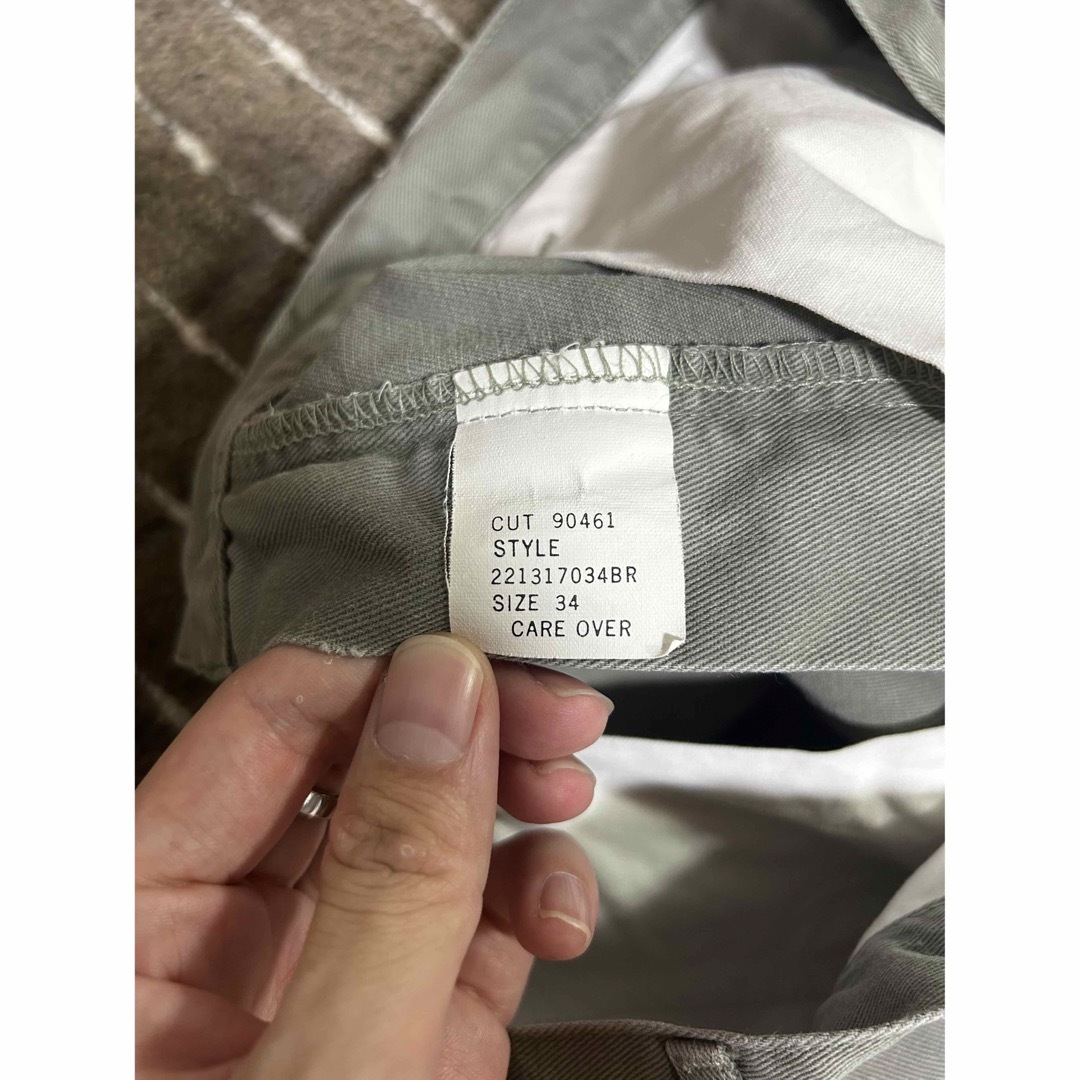 CUT 90461
STYLE
221317034BR
SIZE 34
CARE OVER